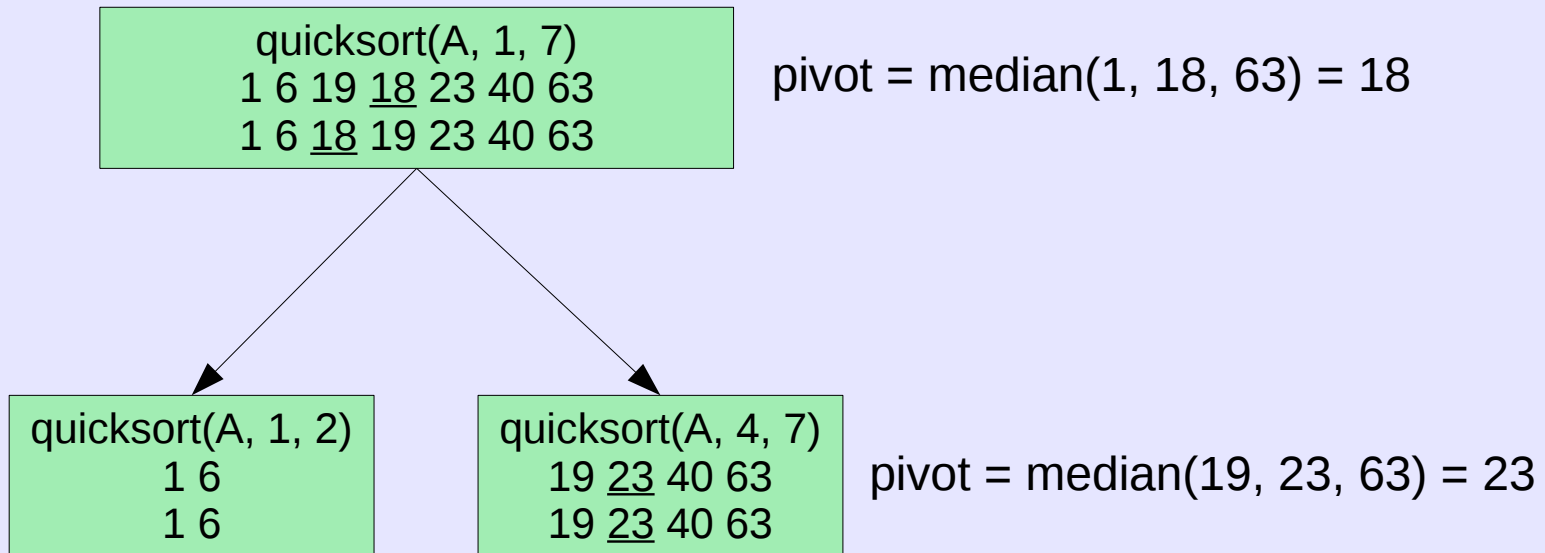 quicksort(A, 1, 7)
1 6 19 18 23 40 63
1 6 18 19 23 40 63
pivot = median(1, 18, 63) = 18
quicksort(A, 1, 2)
1 6
1 6
quicksort(A, 4, 7)
19 23 40 63
19 23 40 63
pivot = median(19, 23, 63) = 23